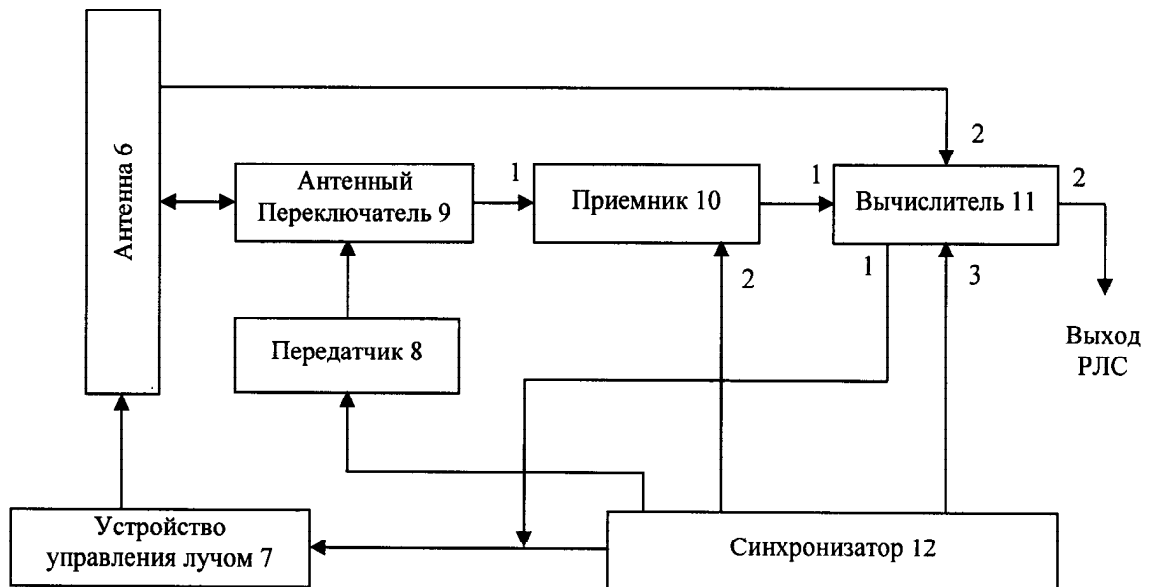 2
Антенна 6
Антенный
Переключатель 9
1
Приемник 10
1
Вычислитель 11
2
2
1
3
Передатчик 8
Выход
РЛС
Устройство
управления лучом 7
Синхронизатор 12